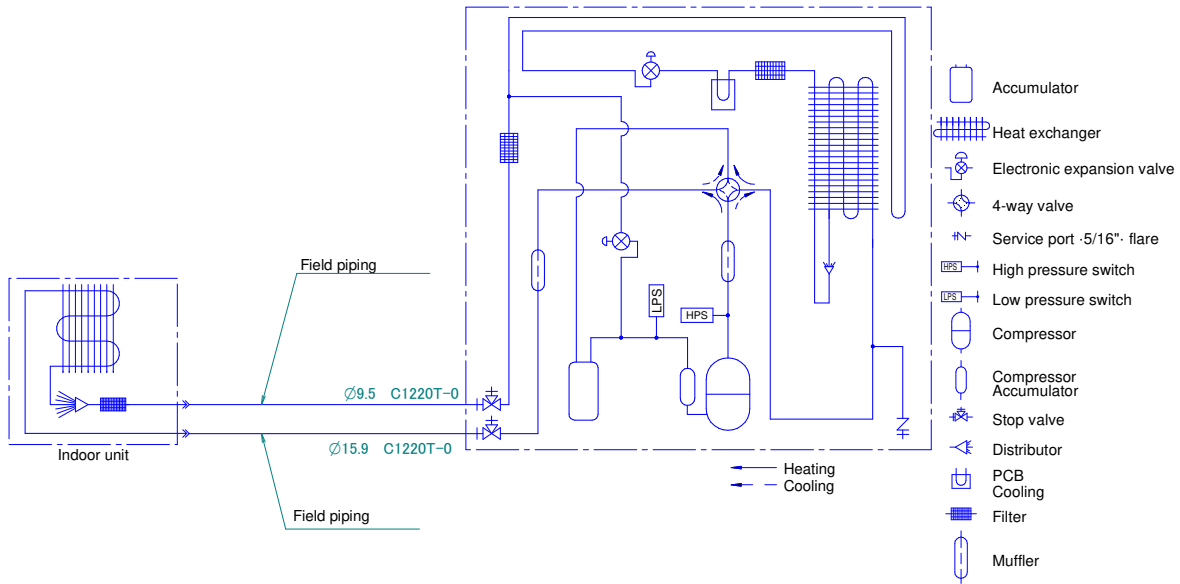 Field piping
Ø9.5 C1220T-0
Ø15.9 C1220T-0
Indoor unit
Field piping
LPS
HPS
Heating
Cooling
Accumulator
Heat exchanger
Electronic expansion valve
4-way valve
Service port ·5/16"· flare
HPS
High pressure switch
LPS
Low pressure switch
Compressor
Compressor
Accumulator
Stop valve
Distributor
PCB
Cooling
Filter
Muffler